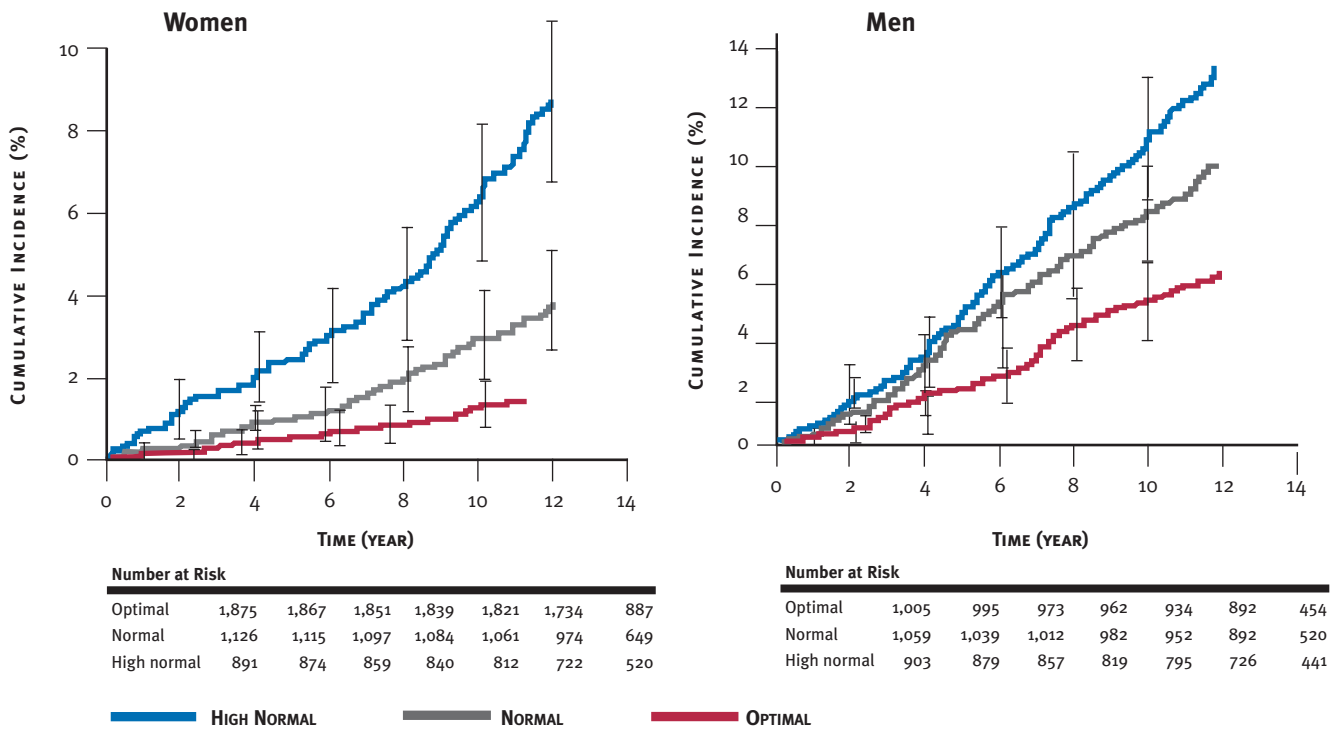 Women
Cumulative Incidence (%)
10
8
6
4
2
0
0 2 4 6 8 10 12 14
Time (year)
Number at Risk
Optimal 1,875 1,867 1,851 1,839 1,821 1,734 887
Normal 1,126 1,115 1,097 1,084 1,061 974 649
High normal 891 874 859 840 812 722 520
Men
Cumulative Incidence (%)
14
12
10
8
6
4
2
0
0 2 4 6 8 10 12 14
Time (year)
Number at Risk
Optimal 1,005 995 973 962 934 892 454
Normal 1,059 1,039 1,012 982 952 892 520
High normal 903 879 857 819 795 726 441
High Normal Normal Optimal